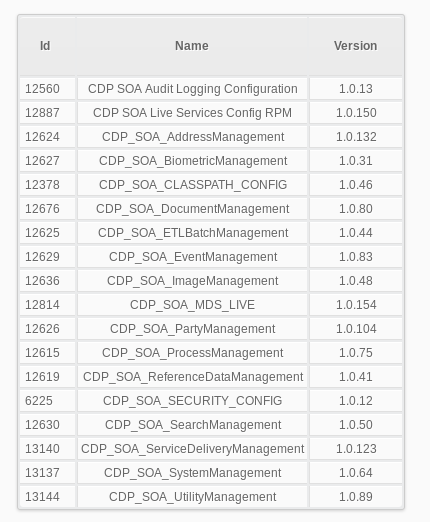 Id Name Version
12560 CDP SOA Audit Logging Configuration 1.0.13
12887 CDP SOA Live Services Config RPM 1.0.150
12624 CDP_SOA_AddressManagement 1.0.132
12627 CDP_SOA_BiometricManagement 1.0.31
12378 CDP_SOA_CLASSPATH_CONFIG 1.0.46
12676 CDP_SOA_DocumentManagement 1.0.80
12625 CDP_SOA_ETLBatchManagement 1.0.44
12629 CDP_SOA_EventManagement 1.0.83
12636 CDP_SOA_ImageManagement 1.0.48
12814 CDP_SOA_MDS_LIVE 1.0.154
12626 CDP_SOA_PartyManagement 1.0.104
12615 CDP_SOA_ProcessManagement 1.0.75
12619 CDP_SOA_ReferenceDataManagement 1.0.41
6225 CDP_SOA_SECURITY_CONFIG 1.0.12
12630 CDP_SOA_SearchManagement 1.0.50
13140 CDP_SOA_ServiceDeliveryManagement 1.0.123
13137 CDP_SOA_SystemManagement 1.0.64
13144 CDP_SOA_UtilityManagement 1.0.89